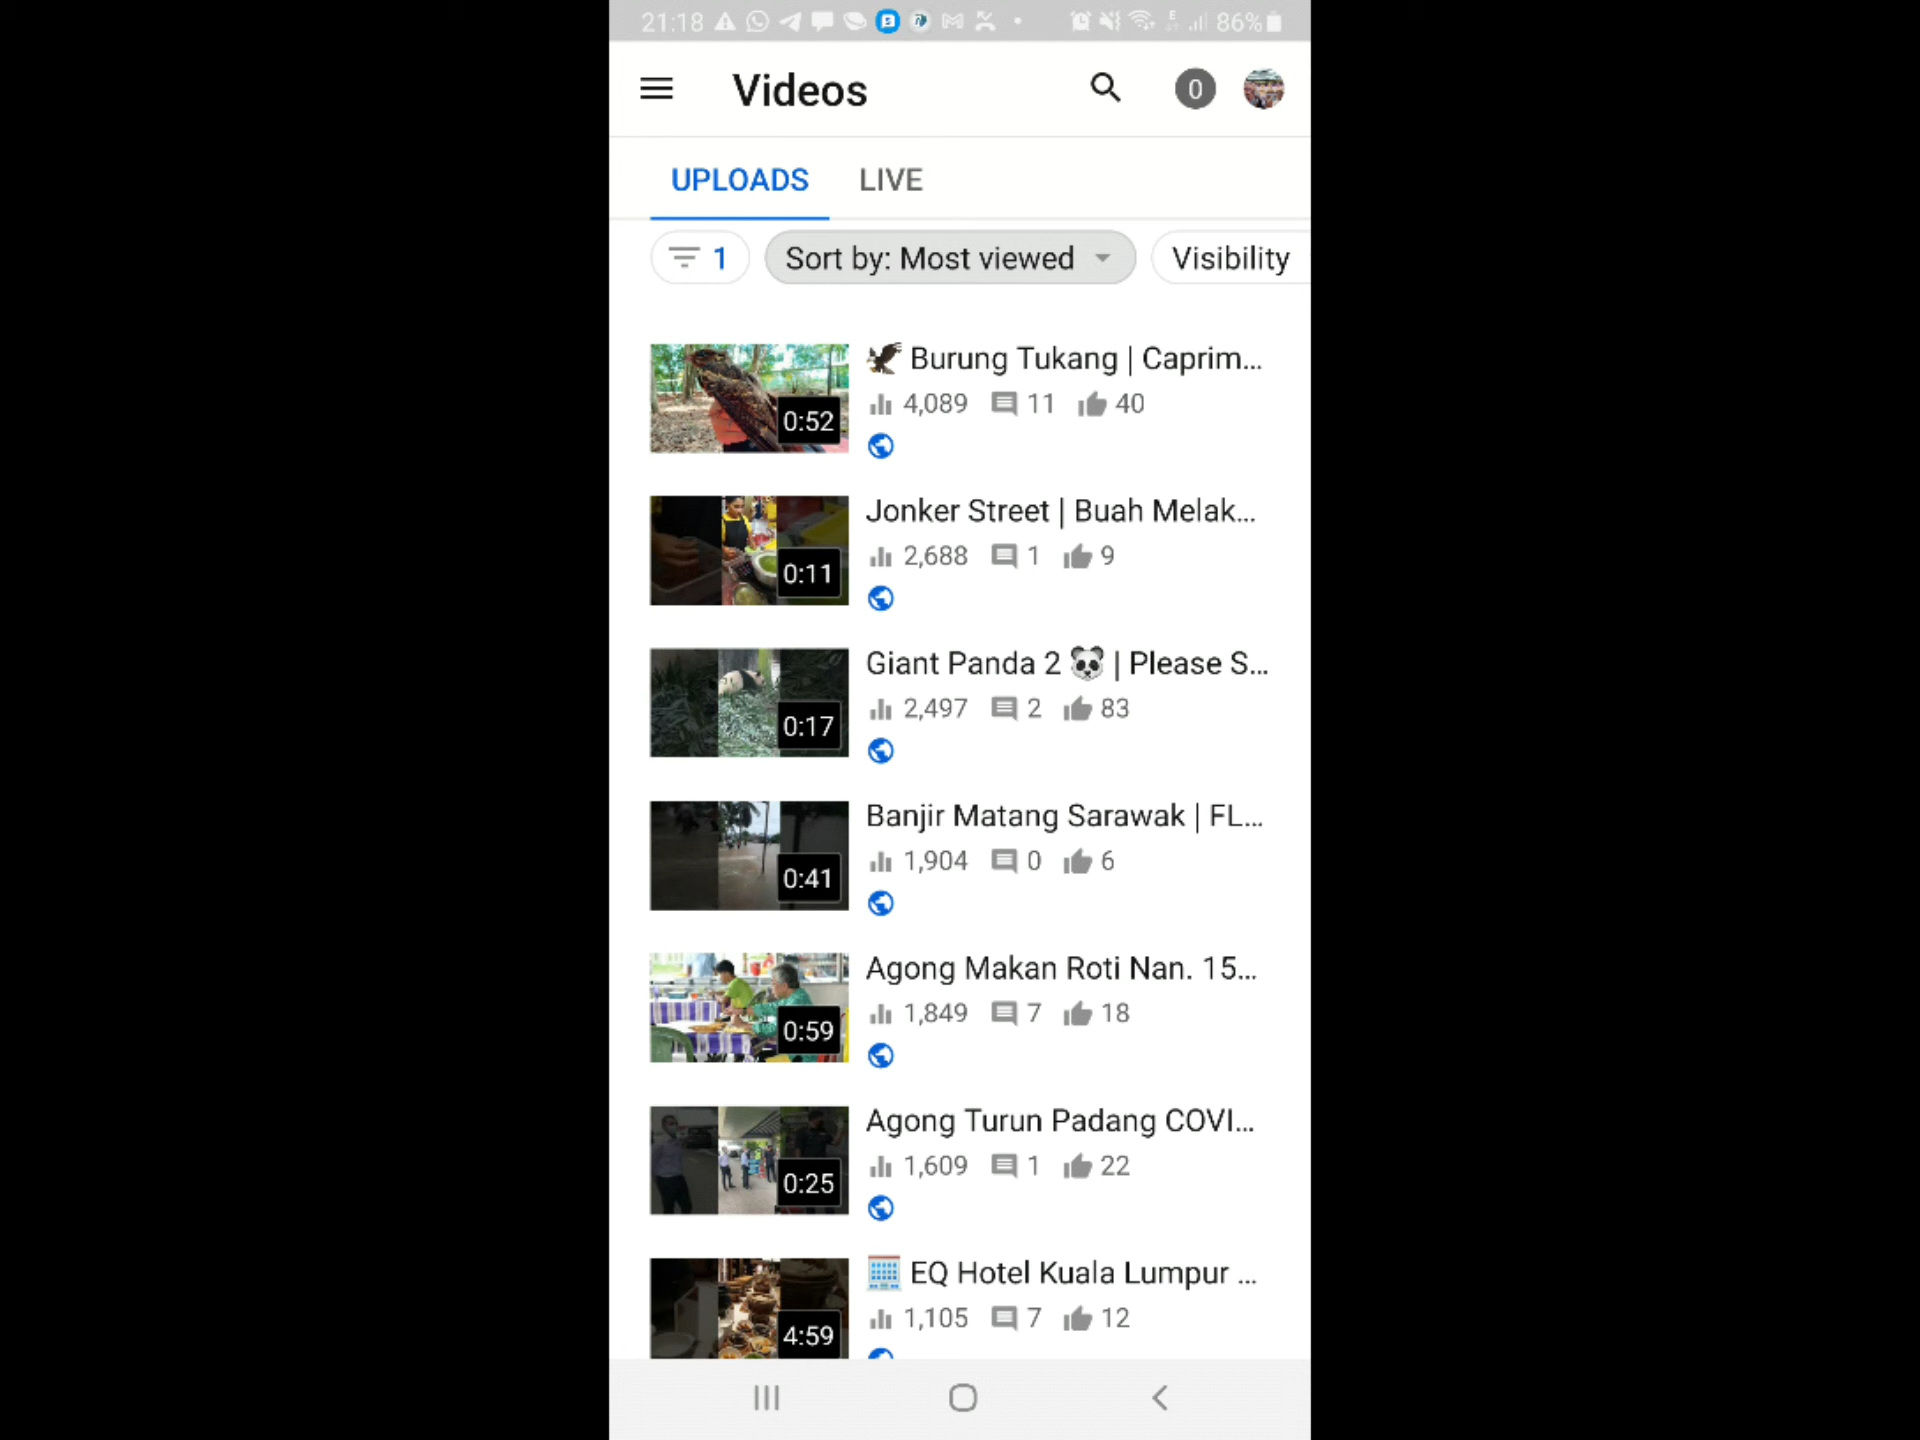 21:18 86%
Videos 0
UPLOADS LIVE
1 Sort by: Most viewed Visibility
Burung Tukang | Caprim...
4,089 11 40
0:52
Jonker Street | Buah Melak...
2,688 1 9
0:11
Giant Panda 2 🐼 | Please S...
2,497 2 83
0:17
Banjir Matang Sarawak | FL...
1,904 0 6
0:41
Agong Makan Roti Nan. 15...
1,849 7 18
0:59
Agong Turun Padang COVI...
1,609 1 22
0:25
EQ Hotel Kuala Lumpur ...
1,105 7 12
4:59